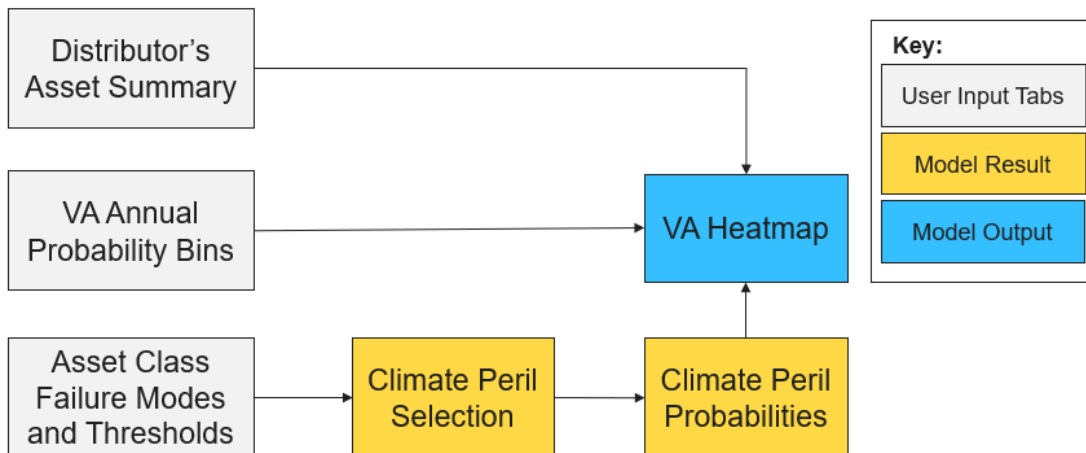 Distributor’s
Asset Summary
VA Annual
Probability Bins
VA Heatmap
Asset Class
Failure Modes
and Thresholds
Climate Peril
Selection
Climate Peril
Probabilities
Key:
User Input Tabs
Model Result
Model Output